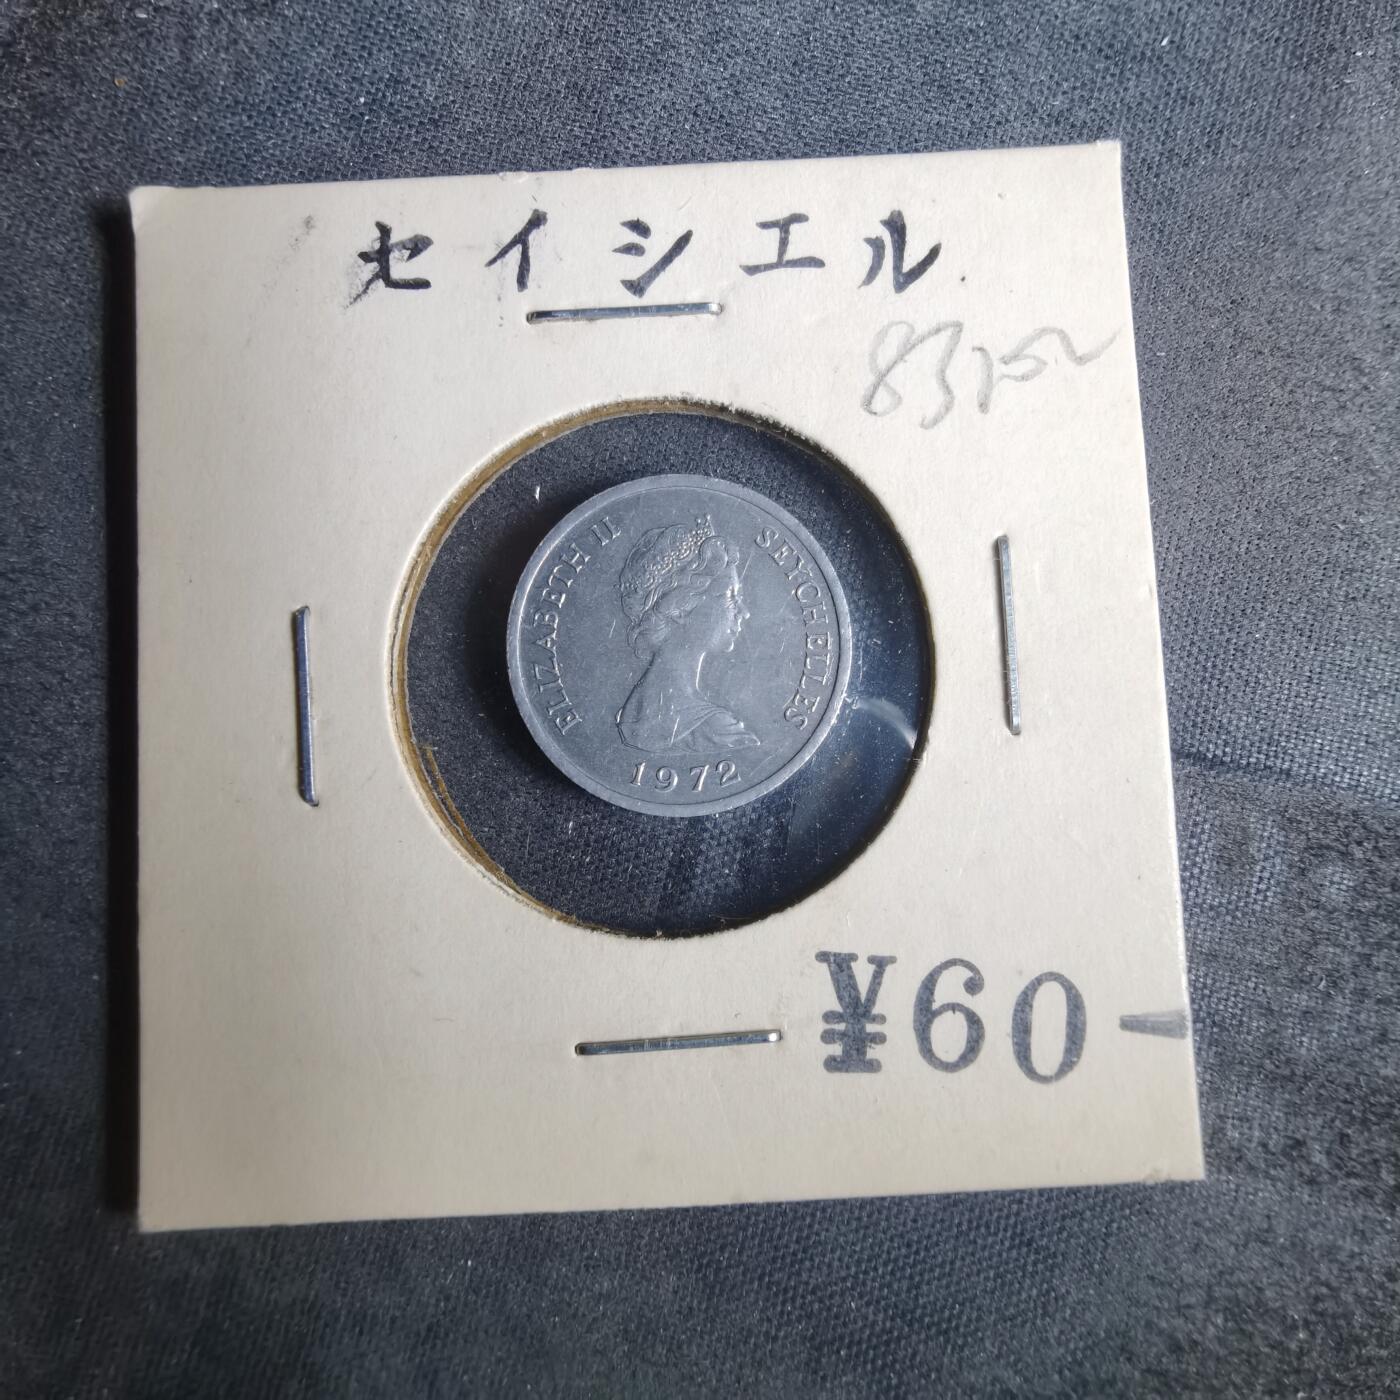 セイシエル
ELIZABETH II
SEYCHELLES
1972
¥60-